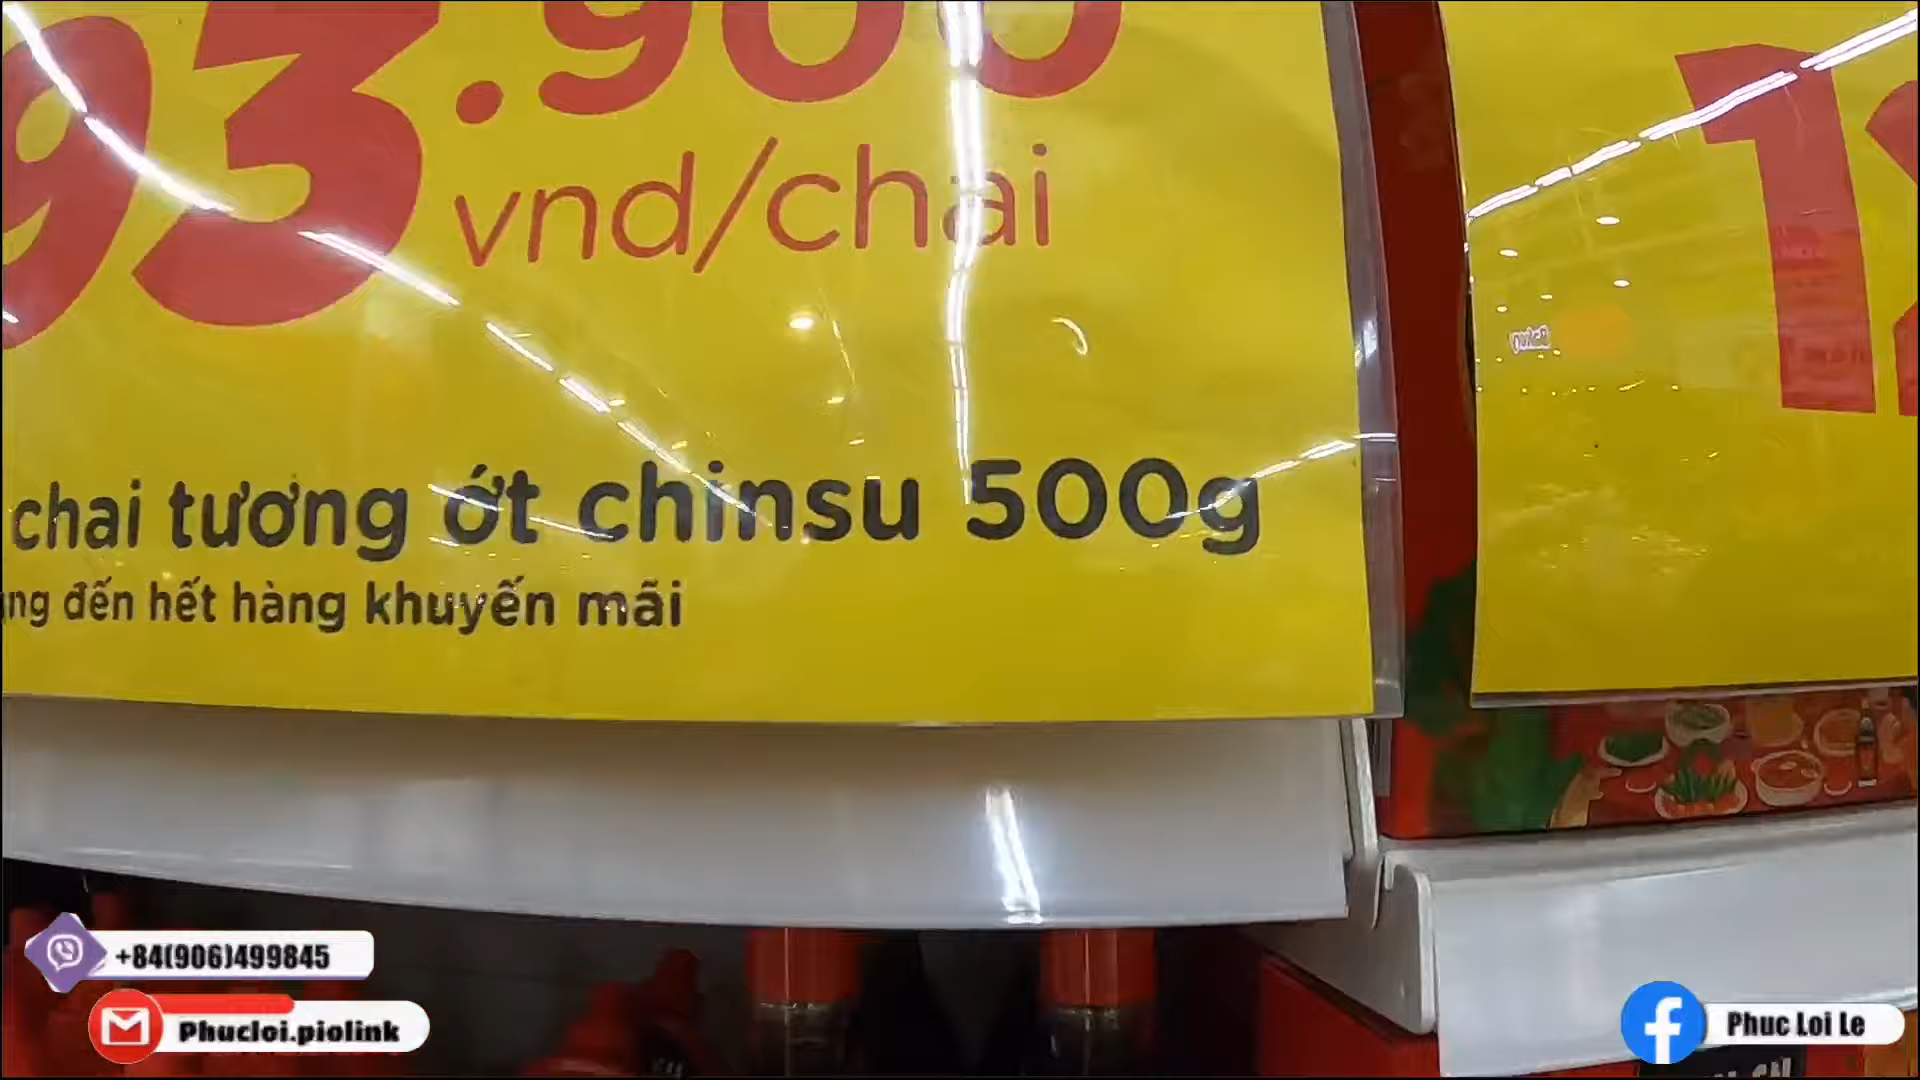 93.900
vnd/chai
chai tương ớt chinsu 500g
đến hết hàng khuyến mãi
+84(906)499845
Phucloi.piolink
Phuc Loi Le